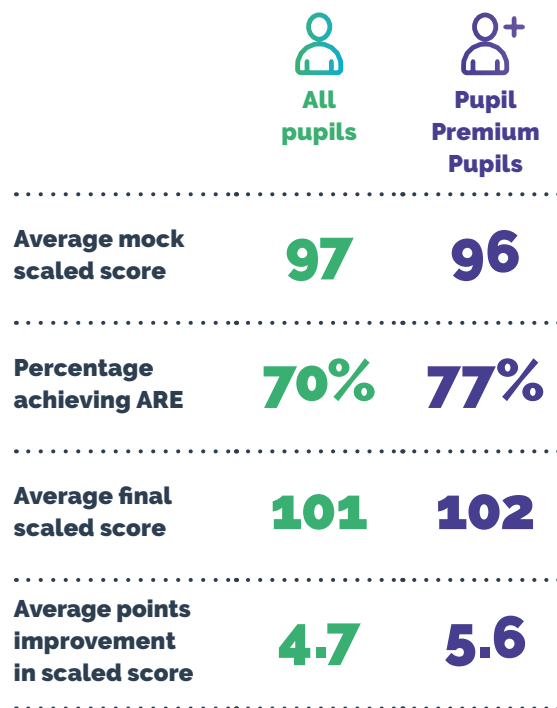 All
pupils
Pupil
Premium
Pupils
Average mock
scaled score
97
96
Percentage
achieving ARE
70%
77%
Average final
scaled score
101
102
Average points
improvement
in scaled score
4.7
5.6